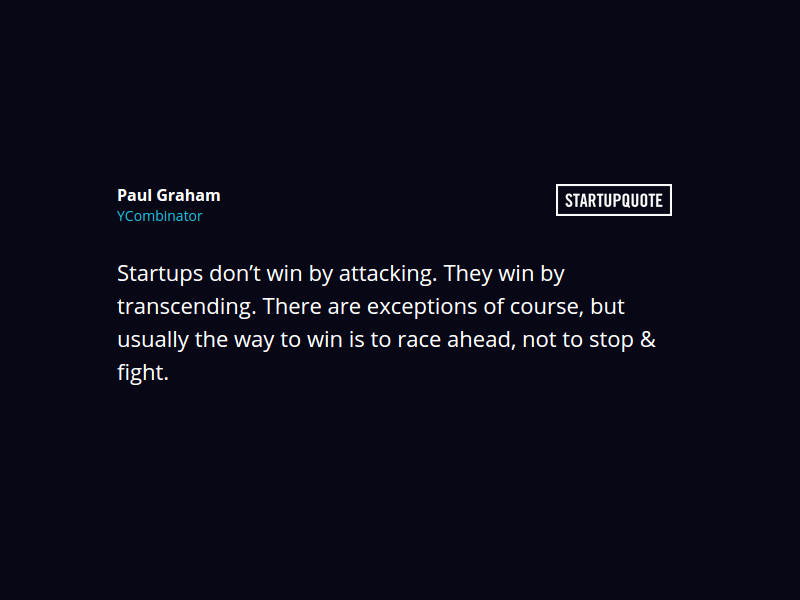 Paul Graham
YCombinator
STARTUPQUOTE
Startups don’t win by attacking. They win by
transcending. There are exceptions of course, but
usually the way to win is to race ahead, not to stop &
fight.